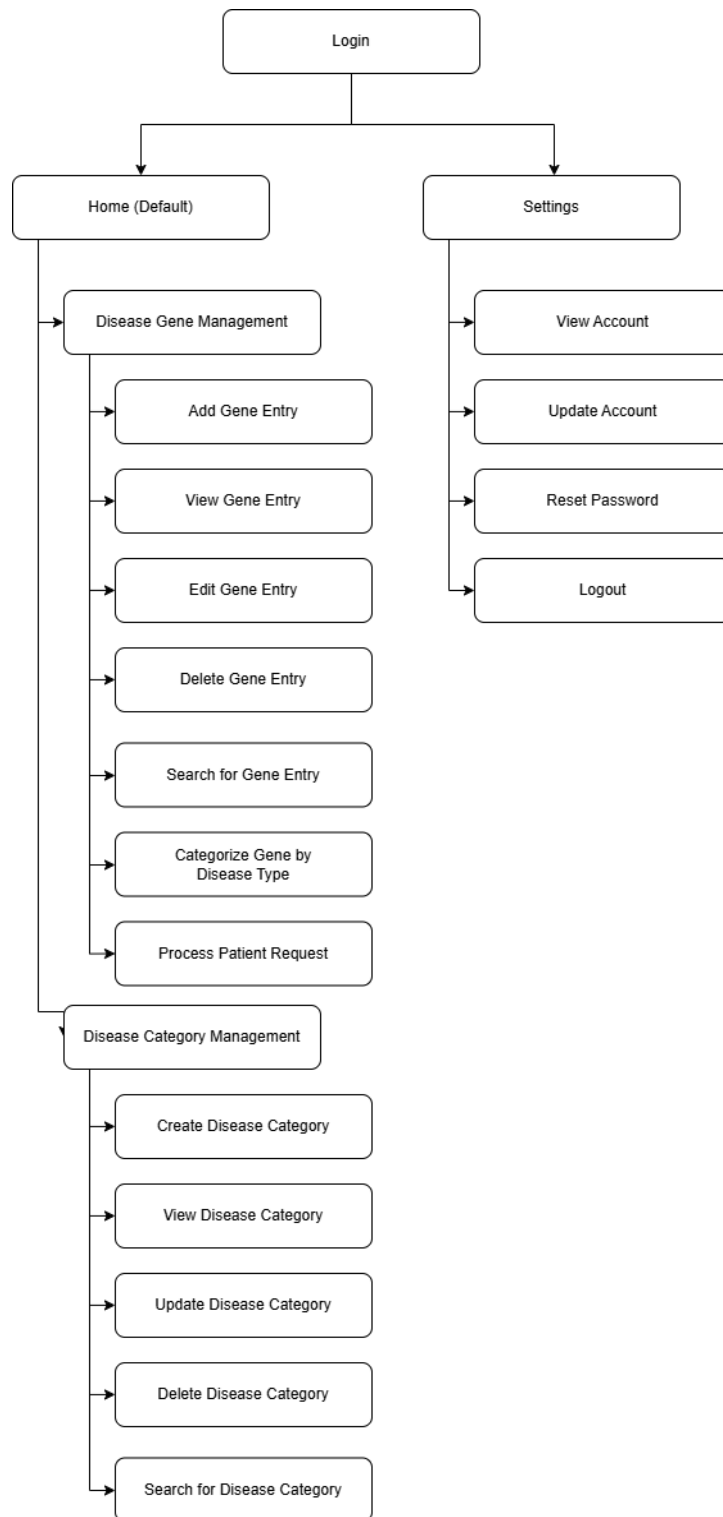 Login
Home (Default)
Settings
Disease Gene Management
View Account
Add Gene Entry
Update Account
View Gene Entry
Reset Password
Edit Gene Entry
Logout
Delete Gene Entry
Search for Gene Entry
Categorize Gene by
Disease Type
Process Patient Request
Disease Category Management
Create Disease Category
View Disease Category
Update Disease Category
Delete Disease Category
Search for Disease Category